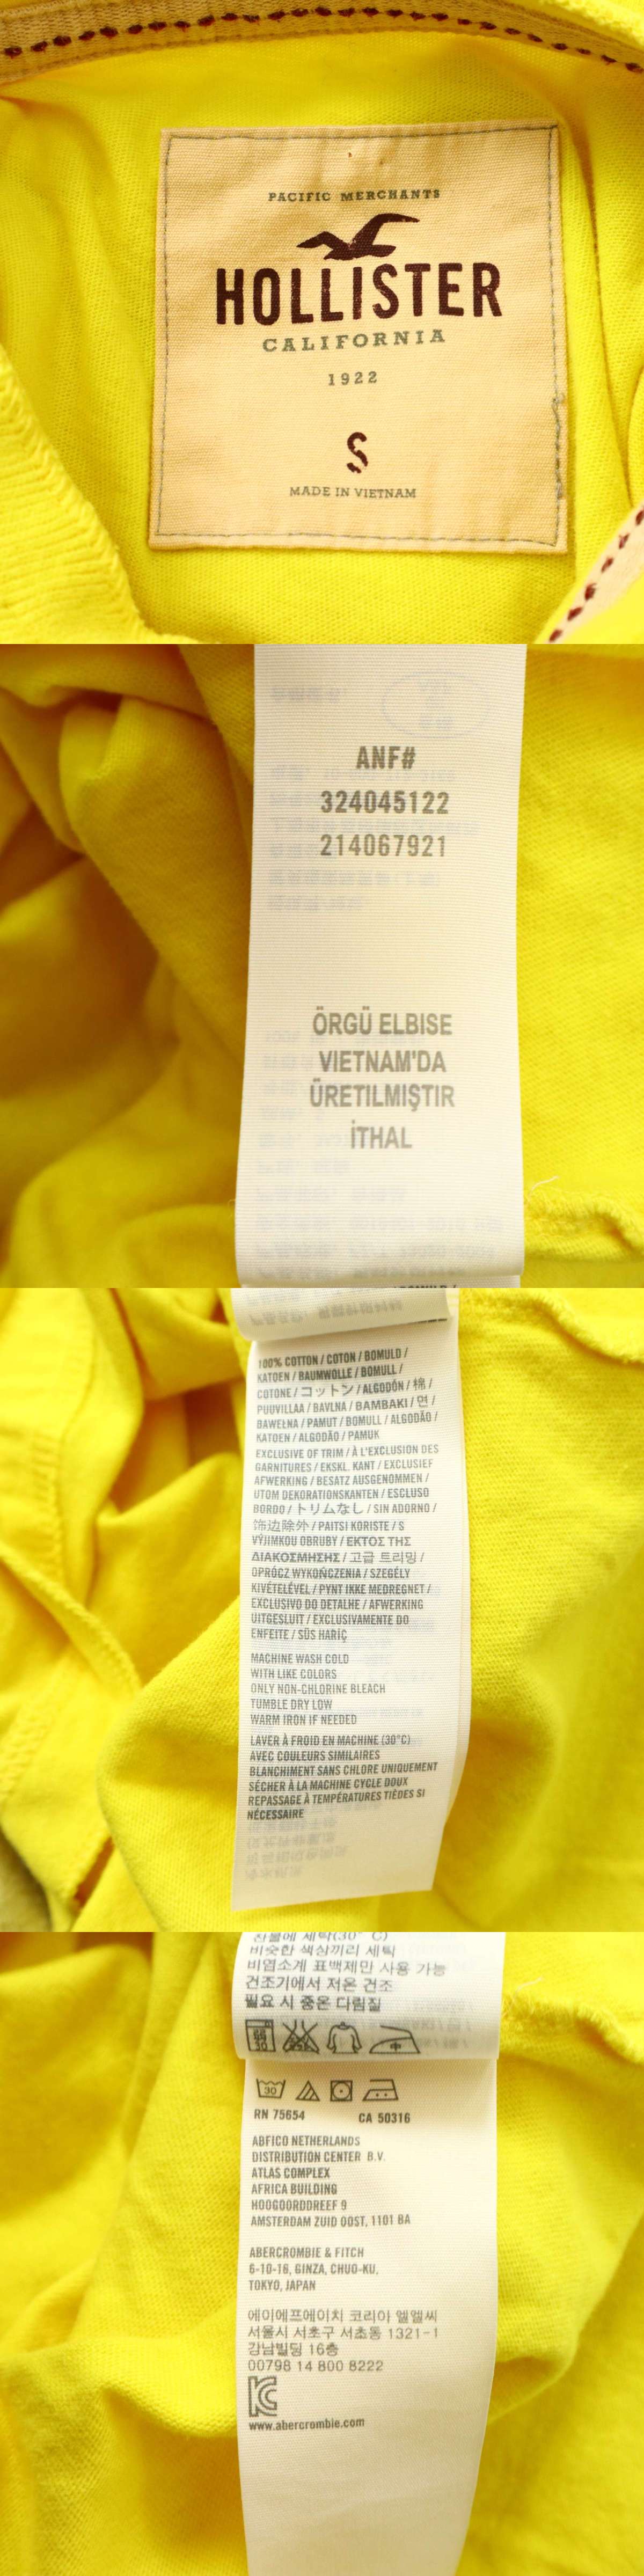 PACIFIC MERCHANTS
HOLLISTER
CALIFORNIA
1922
S
MADE IN VIETNAM
ANF#
324045122
214067921
ÖRGÜ ELBISE
VIETNAM'DA
ÜRETILMIŞTIR
İTHAL
100% COTTON / COTON / BOMULD /
KATOEN / BAUMWOLLE / BOMULL /
COTONE / コットン / ALGODÓN / 棉 /
PUUVILLAA / BAVLNA / BAMBAKI / 면 /
BAWEŁNA / PAMUT / BOMULL / ALGODÃO /
KATOEN / ALGODÃO / PAMUK
EXCLUSIVE OF TRIM / À L'EXCLUSION DES
GARNITURES / EKSKL. KANT / EXCLUSIEF
AFWERKING / BESATZ AUSGENOMMEN /
UTOM DEKORATIONSKANTEN / ESCLUSO
BORDO / トリムなし / SIN ADORNO /
饰边除外 / PAITSI KORISTE / S
VÝJIMKOU OBRUBY / ΕΚΤΟΣ ΤΗΣ
ΔΙΑΚΟΣΜΗΣΗΣ / 고급 트리밍 /
OPRÓCZ WYKOŃCZENIA / SZEGÉLY
KIVÉTELÉVEL / PYNT IKKE MEDREGNET /
EXCLUSIVO DO DETALHE / AFWERKING
UITGESLUIT / EXCLUSIVAMENTE DO
ENFEITE / SÜS HARİÇ
MACHINE WASH COLD
WITH LIKE COLORS
ONLY NON-CHLORINE BLEACH
TUMBLE DRY LOW
WARM IRON IF NEEDED
LAVER À FROID EN MACHINE (30°C)
AVEC COULEURS SIMILAIRES
BLANCHIMENT SANS CHLORE UNIQUEMENT
SÉCHER À LA MACHINE CYCLE DOUX
REPASSAGE À TEMPÉRATURES TIÈDES SI
NÉCESSAIRE
찬물에 세탁(30° C)
비슷한 색상끼리 세탁
비염소계 표백제만 사용 가능
건조기에서 저온 건조
필요 시 중온 다림질
中
30
RN 75654 CA 50316
ABFICO NETHERLANDS
DISTRIBUTION CENTER B.V.
ATLAS COMPLEX
AFRICA BUILDING
HOOGOORDDREEF 9
AMSTERDAM ZUID OOST, 1101 BA
ABERCROMBIE & FITCH
6-10-16, GINZA, CHUO-KU,
TOKYO, JAPAN
에이에프에이치 코리아 엘엘씨
서울시 서초구 서초동 1321-1
강남빌딩 16층
00798 14 800 8222
www.abercrombie.com